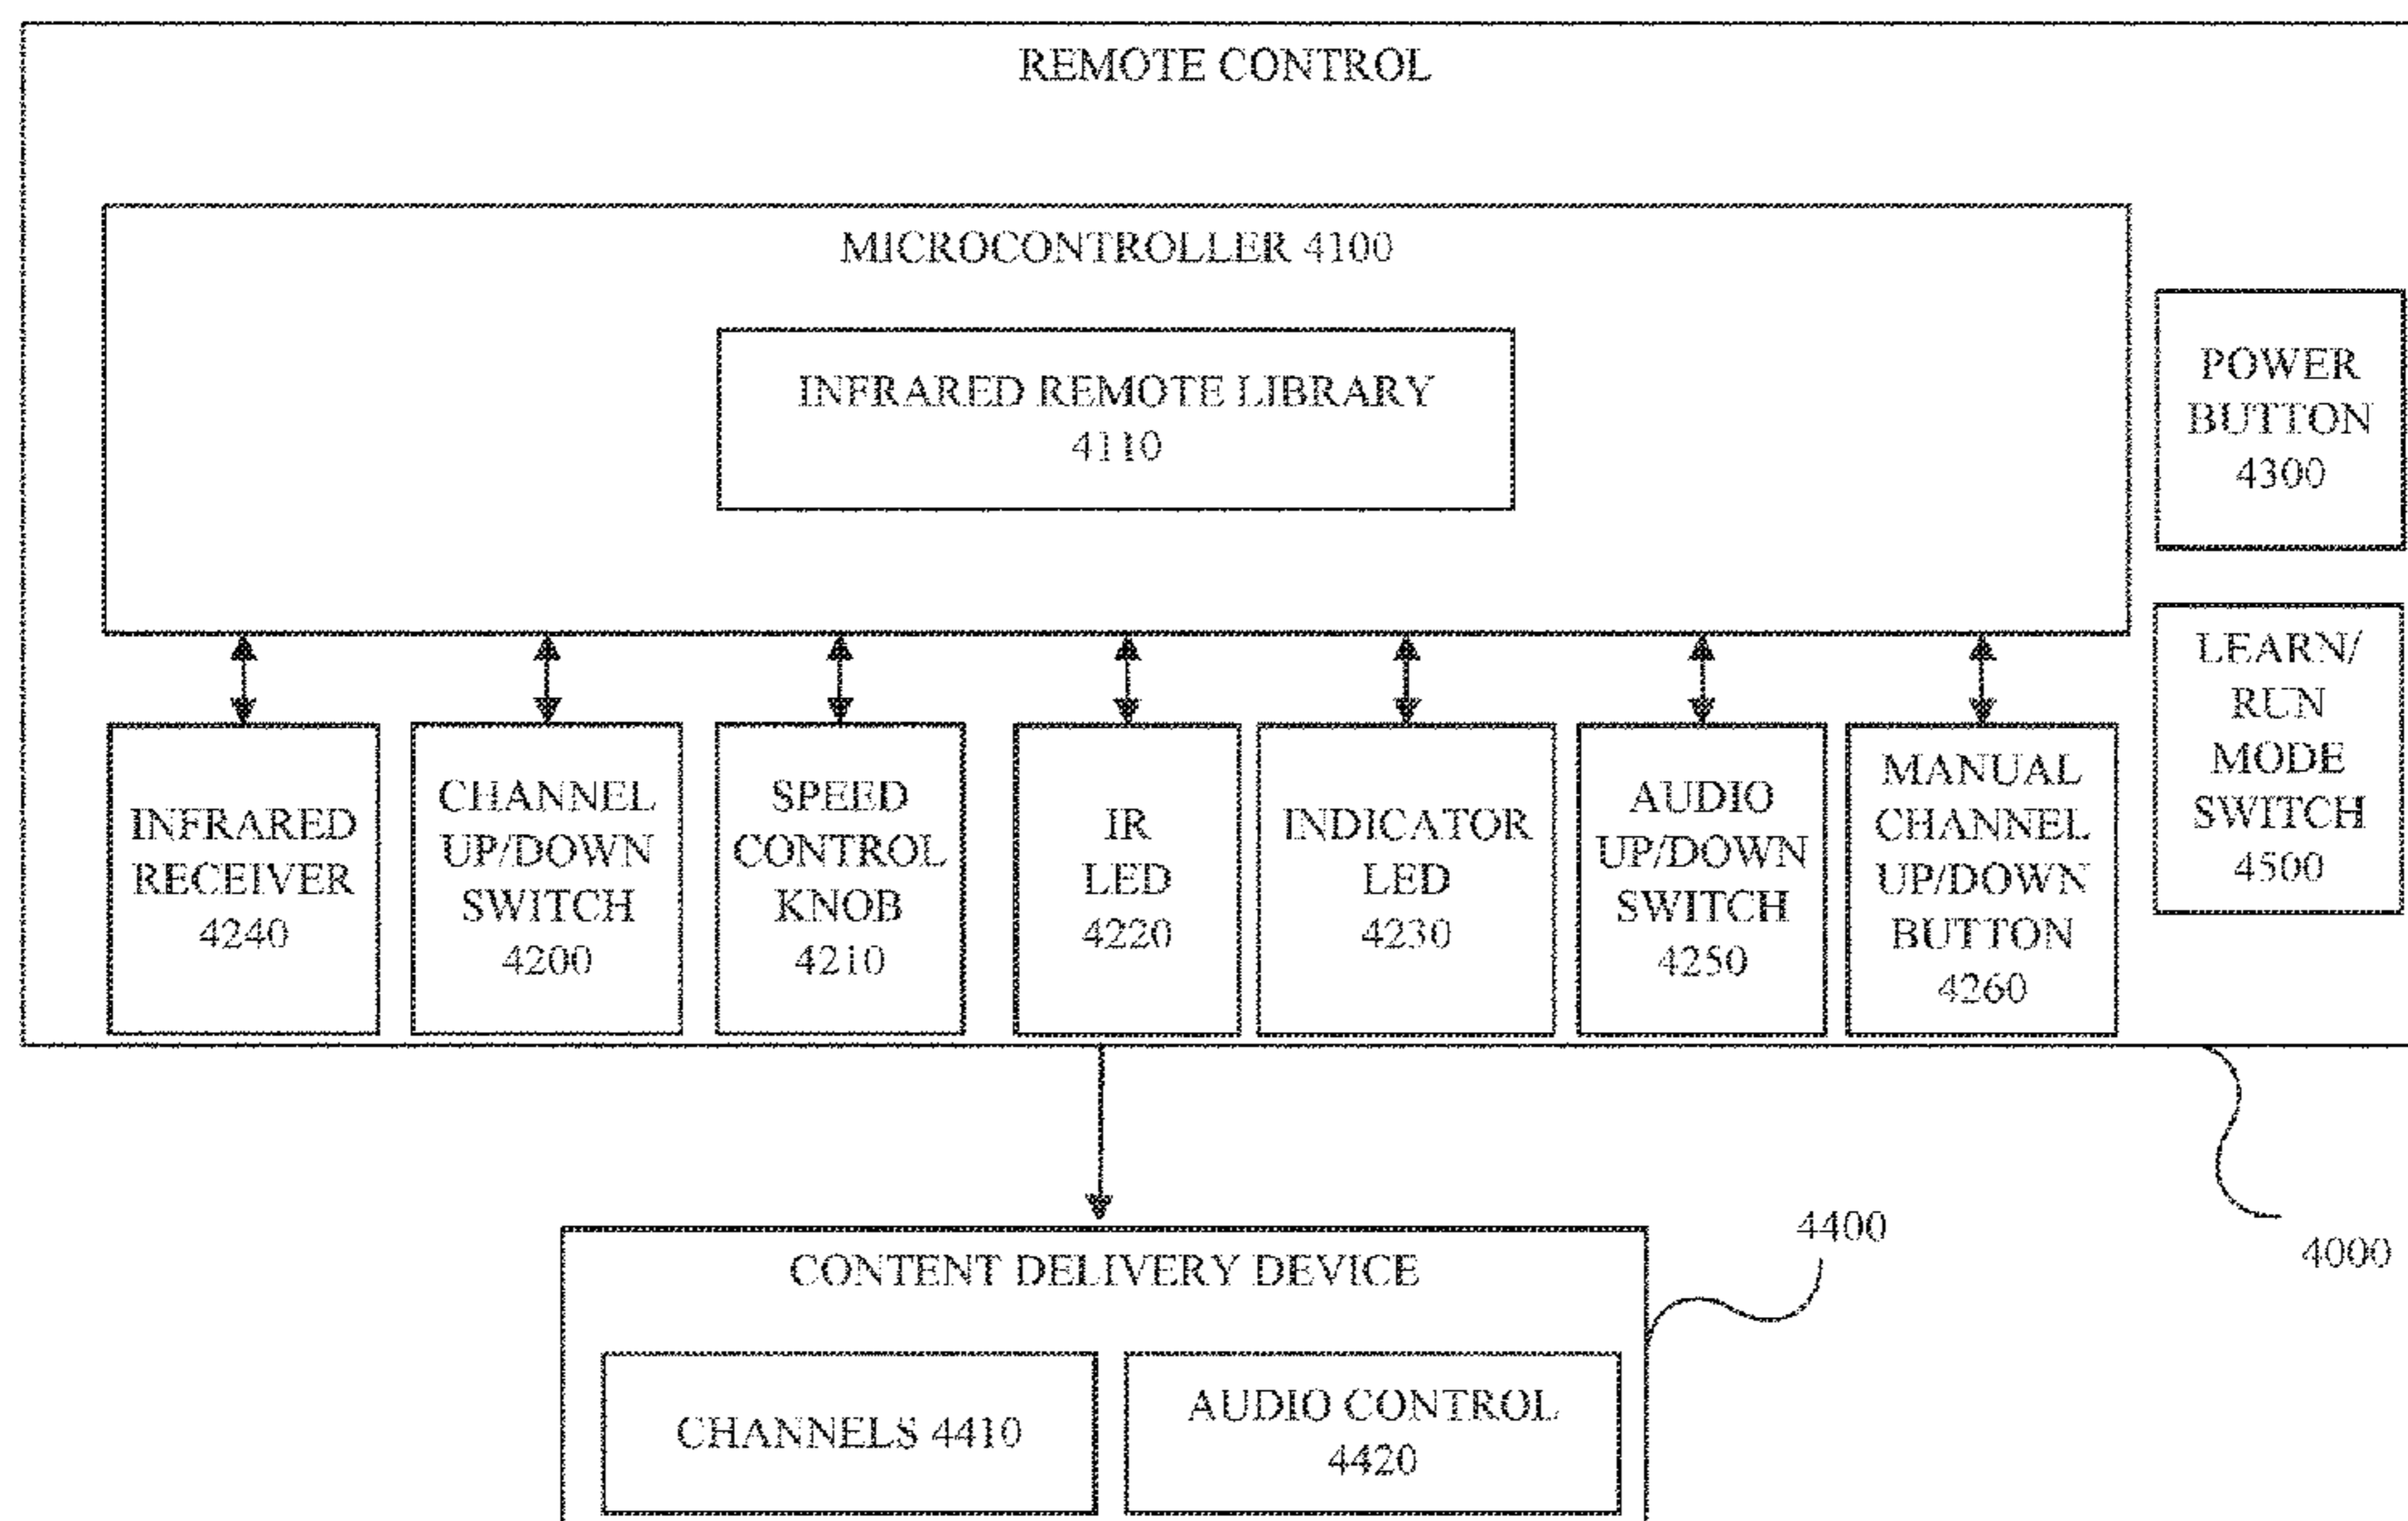 REMOTE CONTROL
MICROCONTROLLER 4100
INFRARED REMOTE LIBRARY
4110
POWER
BUTTON
4300
LEARN/
RUN
MODE
SWITCH
4500
INFRARED
RECEIVER
4240
CHANNEL
UP/DOWN
SWITCH
4200
SPEED
CONTROL
KNOB
4210
IR
LED
4220
INDICATOR
LED
4230
AUDIO
UP/DOWN
SWITCH
4250
MANUAL
CHANNEL
UP/DOWN
BUTTON
4260
4400
4000
CONTENT DELIVERY DEVICE
CHANNELS 4410
AUDIO CONTROL
4420